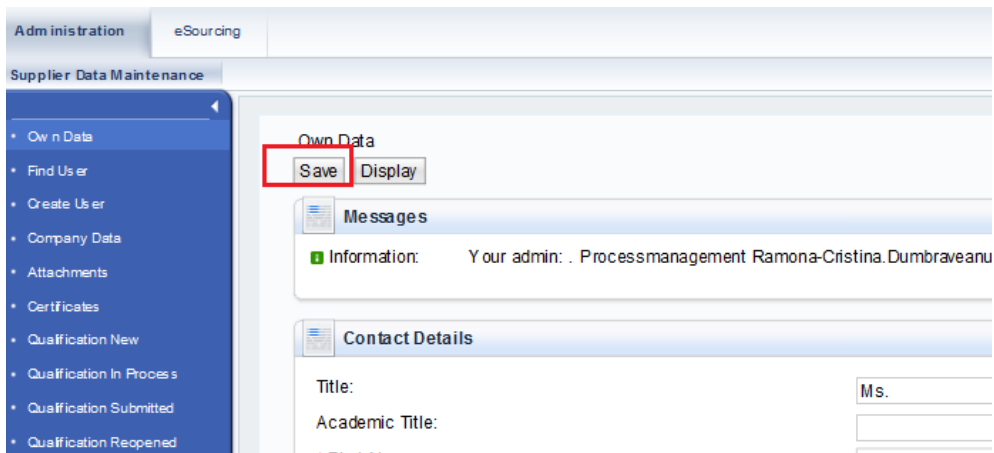 Administration eSourcing
Supplier Data Maintenance
Own Data
Find User
Create User
Company Data
Attachments
Certificates
Qualification New
Qualification In Process
Qualification Submitted
Qualification Reopened
Own Data
Save Display
Messages
Information: Your admin: . Processmanagement Ramona-Cristina.Dumbraveanu
Contact Details
Title: Ms.
Academic Title: